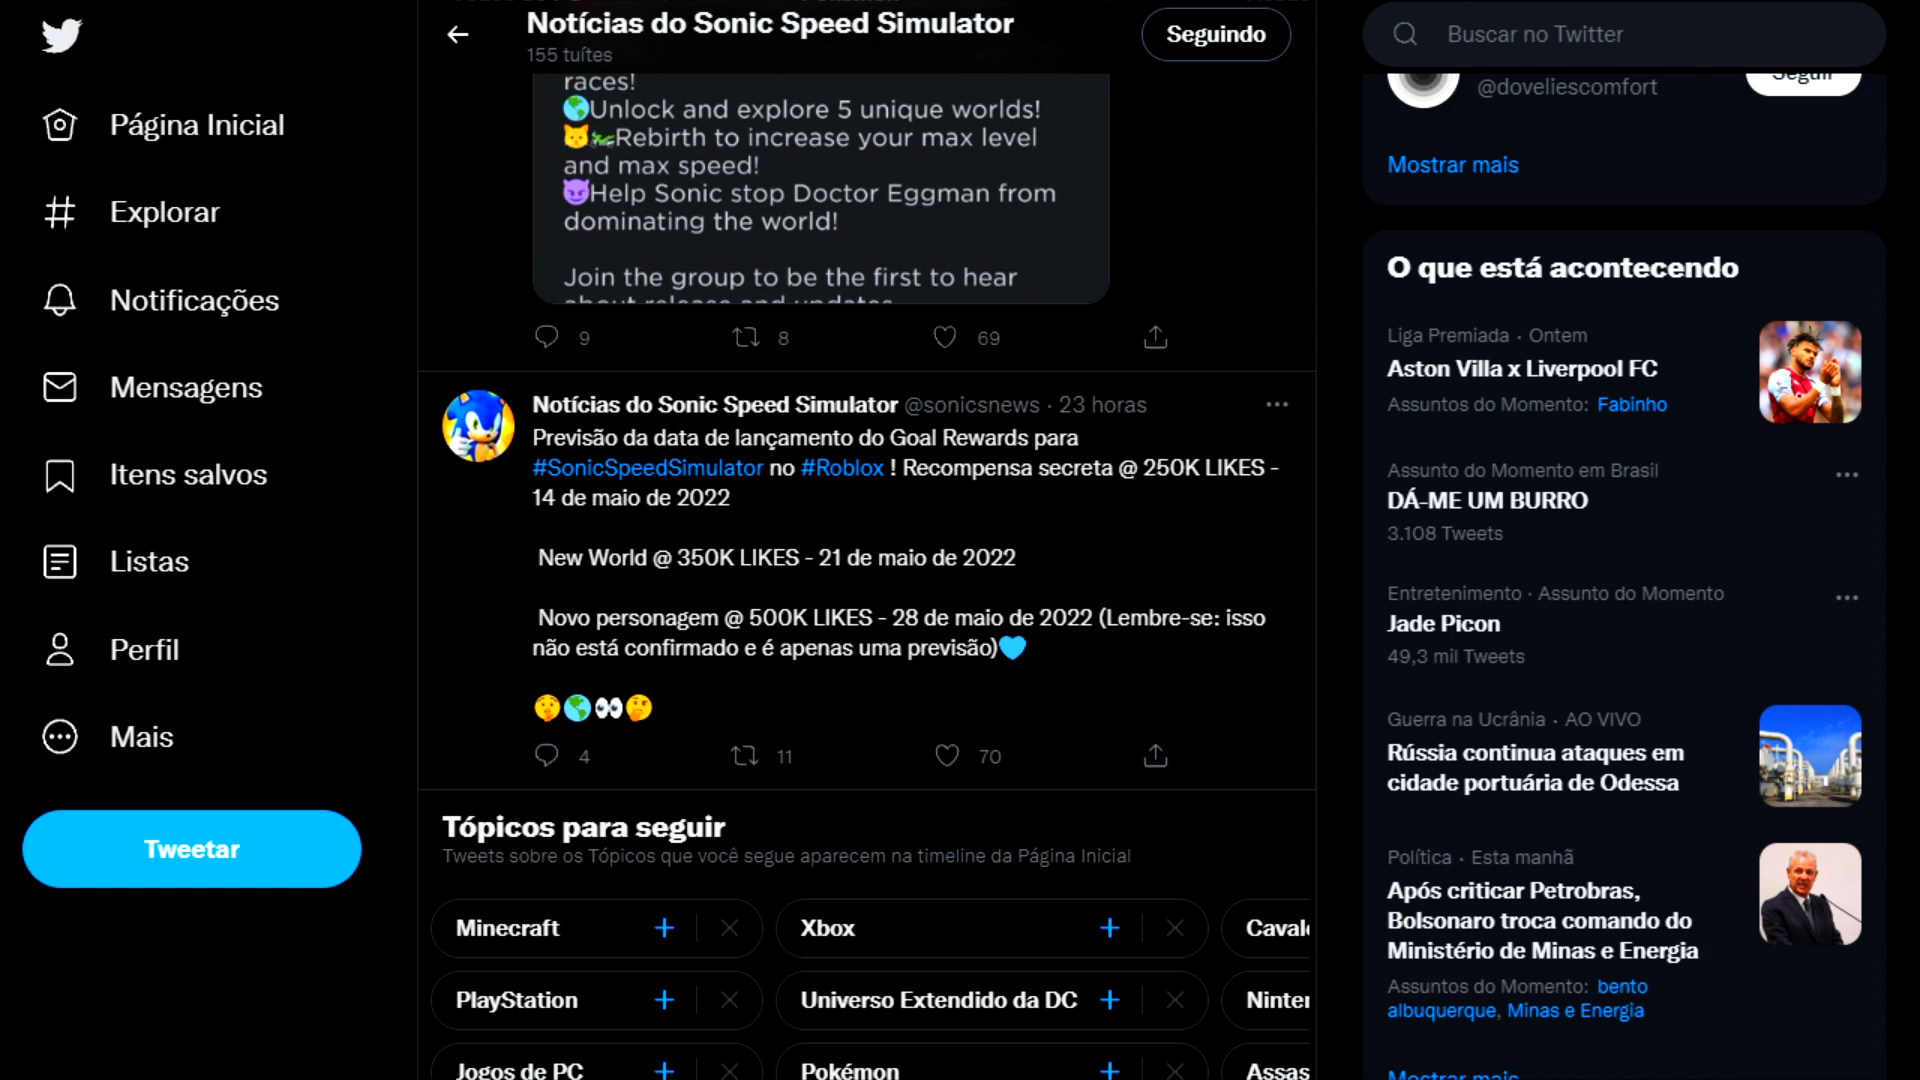 Página Inicial
Explorar
Notificações
Mensagens
Itens salvos
Listas
Perfil
Mais
Tweetar
Notícias do Sonic Speed Simulator
155 tuítes
Seguindo
races!
🌎Unlock and explore 5 unique worlds!
🐱🐉Rebirth to increase your max level
and max speed!
😈Help Sonic stop Doctor Eggman from
dominating the world!
Join the group to be the first to hear
about release and updates
9 8 69
Notícias do Sonic Speed Simulator @sonicsnews · 23 horas
Previsão da data de lançamento do Goal Rewards para
#SonicSpeedSimulator no #Roblox ! Recompensa secreta @ 250K LIKES -
14 de maio de 2022
New World @ 350K LIKES - 21 de maio de 2022
Novo personagem @ 500K LIKES - 28 de maio de 2022 (Lembre-se: isso
não está confirmado e é apenas uma previsão)💙
🤫🌎👀🤔
4 11 70
Tópicos para seguir
Tweets sobre os Tópicos que você segue aparecem na timeline da Página Inicial
Minecraft
Xbox
PlayStation
Universo Extendido da DC
Jogos de PC
Pokémon
Buscar no Twitter
@doveliescomfort
Seguir
Mostrar mais
O que está acontecendo
Liga Premiada · Ontem
Aston Villa x Liverpool FC
Assuntos do Momento: Fabinho
Assunto do Momento em Brasil
DÁ-ME UM BURRO
3.108 Tweets
Entretenimento · Assunto do Momento
Jade Picon
49,3 mil Tweets
Guerra na Ucrânia · AO VIVO
Rússia continua ataques em
cidade portuária de Odessa
Política · Esta manhã
Após criticar Petrobras,
Bolsonaro troca comando do
Ministério de Minas e Energia
Assuntos do Momento: bento
albuquerque, Minas e Energia
Mostrar mais